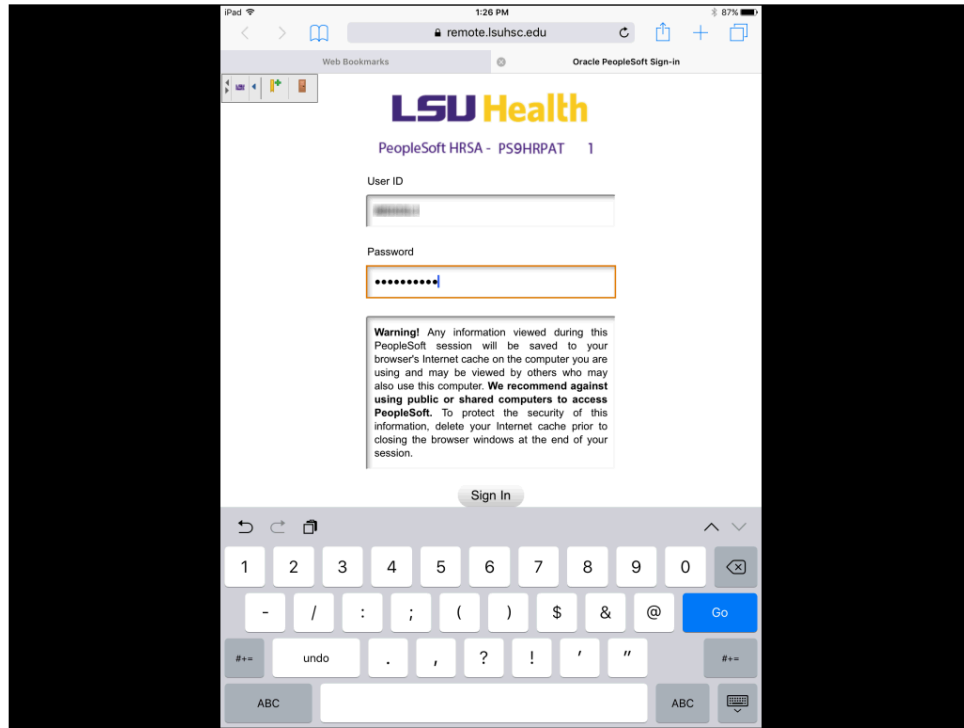 iPad 1:26 PM 87%
remote.lsuhsc.edu
Web Bookmarks Oracle PeopleSoft Sign-in
LSU Health
PeopleSoft HRSA - PS9HRPAT 1
User ID
Password
Warning! Any information viewed during this
PeopleSoft session will be saved to your
browser's Internet cache on the computer you are
using and may be viewed by others who may
also use this computer. We recommend against
using public or shared computers to access
PeopleSoft. To protect the security of this
information, delete your Internet cache prior to
closing the browser windows at the end of your
session.
Sign In
1 2 3 4 5 6 7 8 9 0
- / : ; ( ) $ & @ Go
#+= undo . , ? ! ' " #+=
ABC ABC